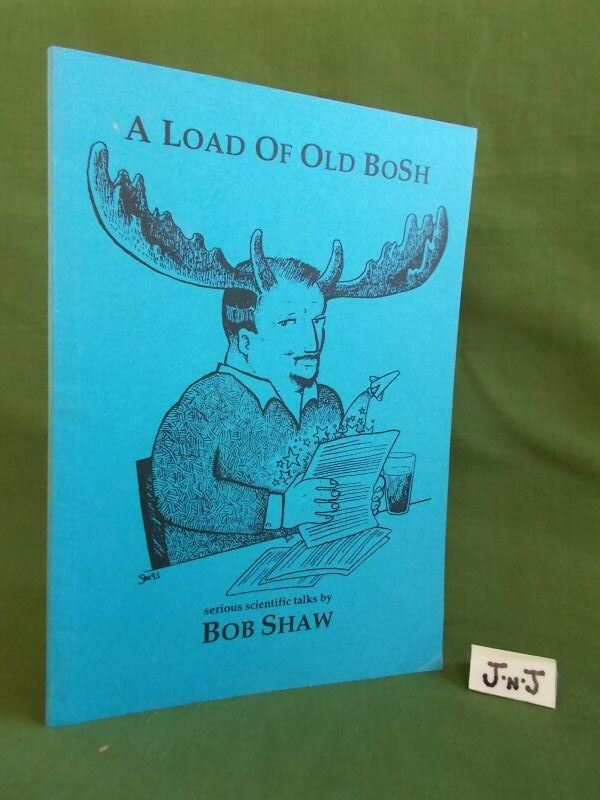 A LOAD OF OLD BOSH
serious scientific talks by
BOB SHAW
J.N.J